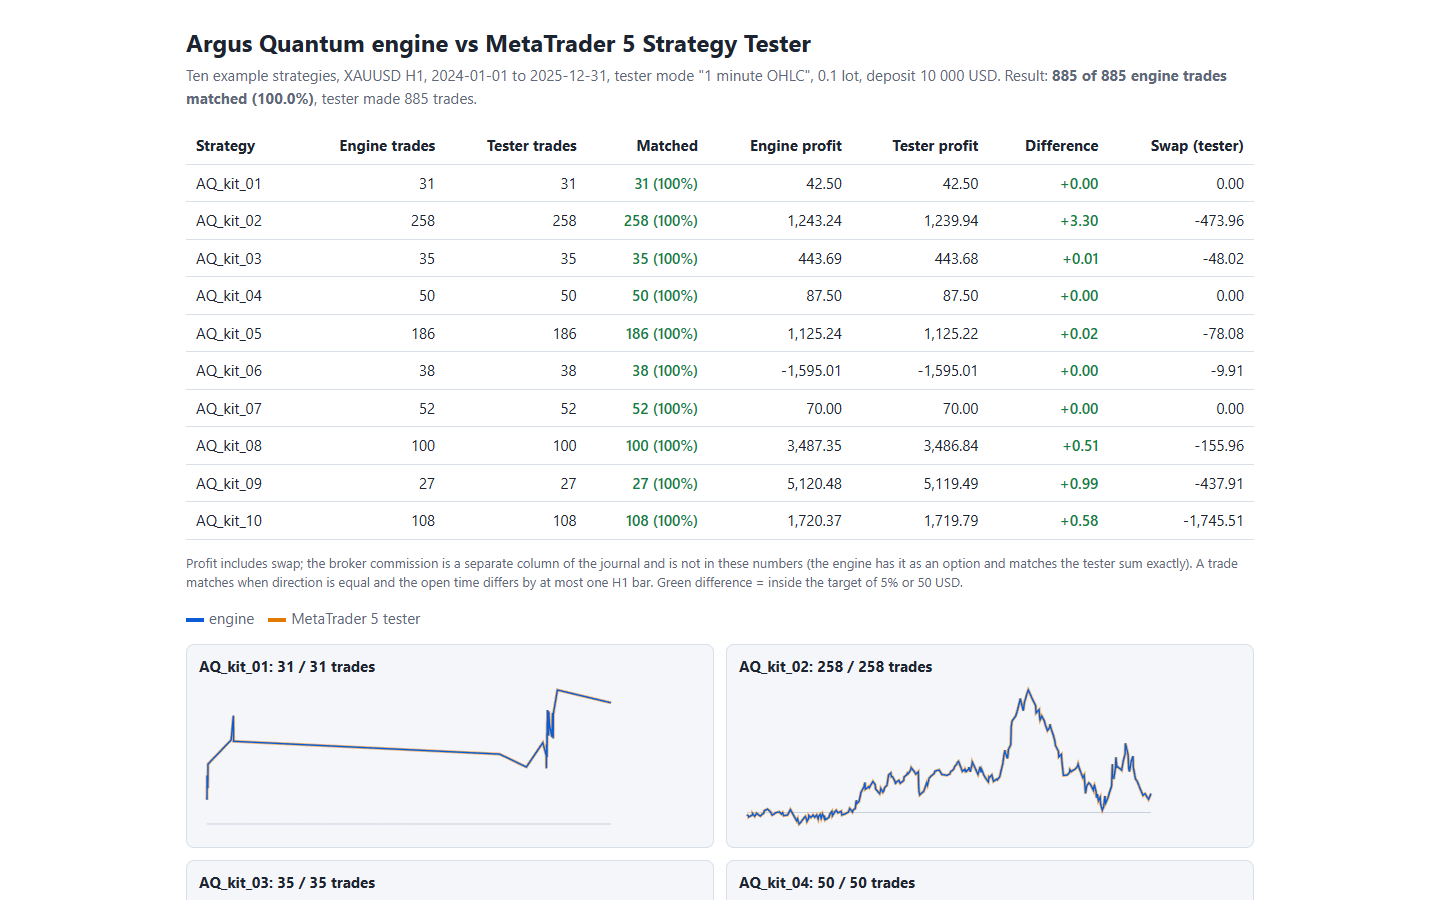 Argus Quantum engine vs MetaTrader 5 Strategy Tester
Ten example strategies, XAUUSD H1, 2024-01-01 to 2025-12-31, tester mode "1 minute OHLC", 0.1 lot, deposit 10 000 USD. Result: 885 of 885 engine trades
matched (100.0%), tester made 885 trades.
Strategy Engine trades Tester trades Matched Engine profit Tester profit Difference Swap (tester)
AQ_kit_01 31 31 31 (100%) 42.50 42.50 +0.00 0.00
AQ_kit_02 258 258 258 (100%) 1,243.24 1,239.94 +3.30 -473.96
AQ_kit_03 35 35 35 (100%) 443.69 443.68 +0.01 -48.02
AQ_kit_04 50 50 50 (100%) 87.50 87.50 +0.00 0.00
AQ_kit_05 186 186 186 (100%) 1,125.24 1,125.22 +0.02 -78.08
AQ_kit_06 38 38 38 (100%) -1,595.01 -1,595.01 +0.00 -9.91
AQ_kit_07 52 52 52 (100%) 70.00 70.00 +0.00 0.00
AQ_kit_08 100 100 100 (100%) 3,487.35 3,486.84 +0.51 -155.96
AQ_kit_09 27 27 27 (100%) 5,120.48 5,119.49 +0.99 -437.91
AQ_kit_10 108 108 108 (100%) 1,720.37 1,719.79 +0.58 -1,745.51
Profit includes swap; the broker commission is a separate column of the journal and is not in these numbers (the engine has it as an option and matches the tester sum exactly). A trade
matches when direction is equal and the open time differs by at most one H1 bar. Green difference = inside the target of 5% or 50 USD.
engine MetaTrader 5 tester
AQ_kit_01: 31 / 31 trades
AQ_kit_02: 258 / 258 trades
AQ_kit_03: 35 / 35 trades
AQ_kit_04: 50 / 50 trades